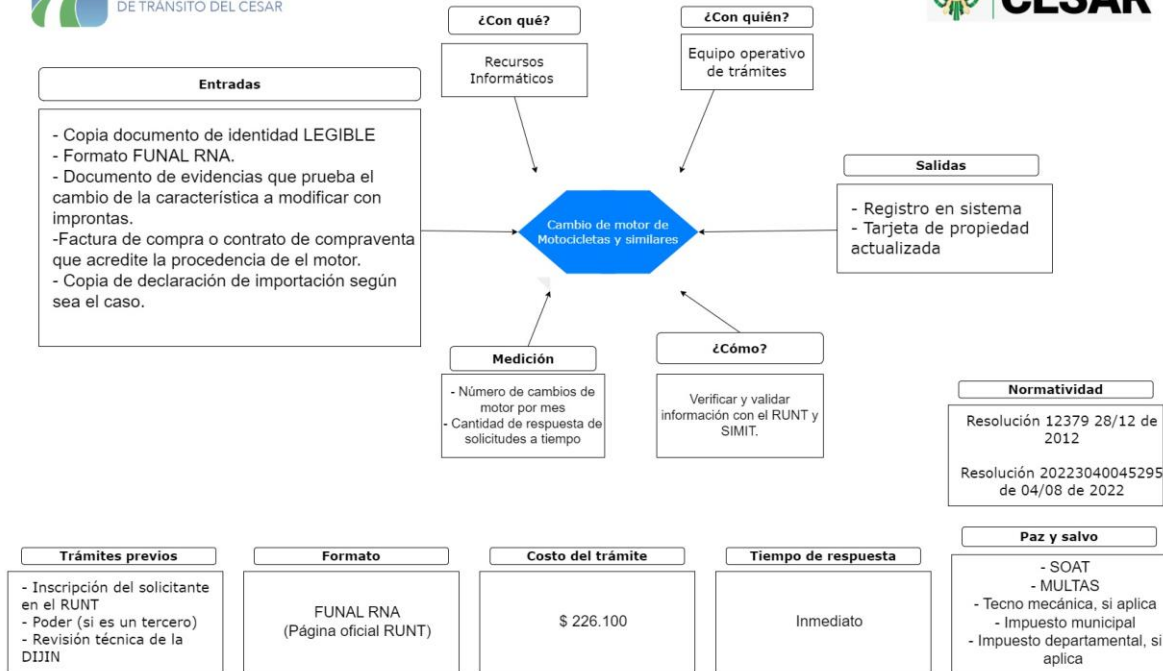 DE TRÁNSITO DEL CESAR
CESAR
¿Con qué?
Recursos
Informáticos
¿Con quién?
Equipo operativo
de trámites
Entradas
- Copia documento de identidad LEGIBLE
- Formato FUNAL RNA.
- Documento de evidencias que prueba el
cambio de la característica a modificar con
improntas.
-Factura de compra o contrato de compraventa
que acredite la procedencia de el motor.
- Copia de declaración de importación según
sea el caso.
Cambio de motor de
Motocicletas y similares
Salidas
- Registro en sistema
- Tarjeta de propiedad
actualizada
Medición
- Número de cambios de
motor por mes
- Cantidad de respuesta de
solicitudes a tiempo
¿Cómo?
Verificar y validar
información con el RUNT y
SIMIT.
Normatividad
Resolución 12379 28/12 de
2012
Resolución 20223040045295
de 04/08 de 2022
Trámites previos
- Inscripción del solicitante
en el RUNT
- Poder (si es un tercero)
- Revisión técnica de la
DIJIN
Formato
FUNAL RNA
(Página oficial RUNT)
Costo del trámite
$ 226.100
Tiempo de respuesta
Inmediato
Paz y salvo
- SOAT
- MULTAS
- Tecno mecánica, si aplica
- Impuesto municipal
- Impuesto departamental, si
aplica